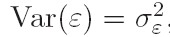 Var(ε) = σ_ε^2,